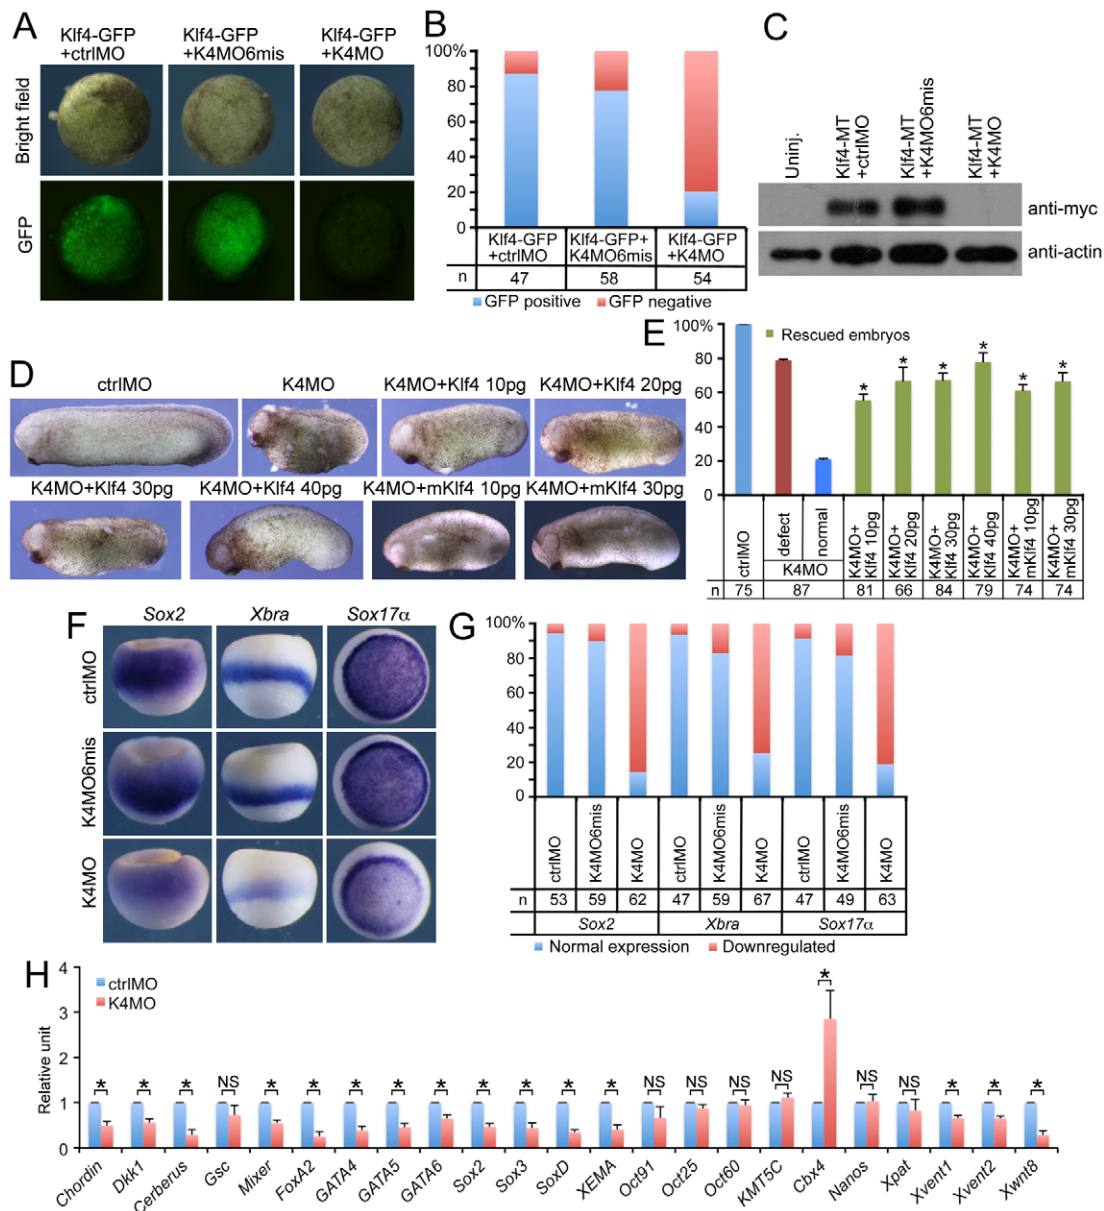 A
Klf4-GFP +ctrlMO
Klf4-GFP +K4MO6mis
Klf4-GFP +K4MO
Bright field
GFP
B
100%
80
60
40
20
0
Klf4-GFP +ctrlMO
Klf4-GFP+ K4MO6mis
Klf4-GFP +K4MO
n 47 58 54
GFP positive GFP negative
C
Uninj.
Klf4-MT +ctrlMO
Klf4-MT +K4MO6mis
Klf4-MT +K4MO
anti-myc
anti-actin
D
ctrlMO K4MO K4MO+Klf4 10pg K4MO+Klf4 20pg
K4MO+Klf4 30pg K4MO+Klf4 40pg K4MO+mKlf4 10pg K4MO+mKlf4 30pg
E
100%
80
60
40
20
0
Rescued embryos
* * * * * *
ctrlMO
defect
normal
K4MO
K4MO+ Klf4 10pg
K4MO+ Klf4 20pg
K4MO+ Klf4 30pg
K4MO+ Klf4 40pg
K4MO+ mKlf4 10pg
K4MO+ mKlf4 30pg
n 75 87 81 66 84 79 74 74
F
Sox2 Xbra Sox17α
ctrlMO
K4MO6mis
K4MO
G
100%
80
60
40
20
0
ctrlMO K4MO6mis K4MO ctrlMO K4MO6mis K4MO ctrlMO K4MO6mis K4MO
n 53 59 62 47 59 67 47 49 63
Sox2 Xbra Sox17α
Normal expression Downregulated
H
Relative unit
4
3
2
1
0
ctrlMO
K4MO
* * * NS * * * * * * * * * NS NS NS NS * NS NS * * *
Chordin Dkk1 Cerberus Gsc Mixer FoxA2 GATA4 GATA5 GATA6 Sox2 Sox3 SoxD XEMA Oct91 Oct25 Oct60 KMT5C Cbx4 Nanos Xpat Xvent1 Xvent2 Xwnt8